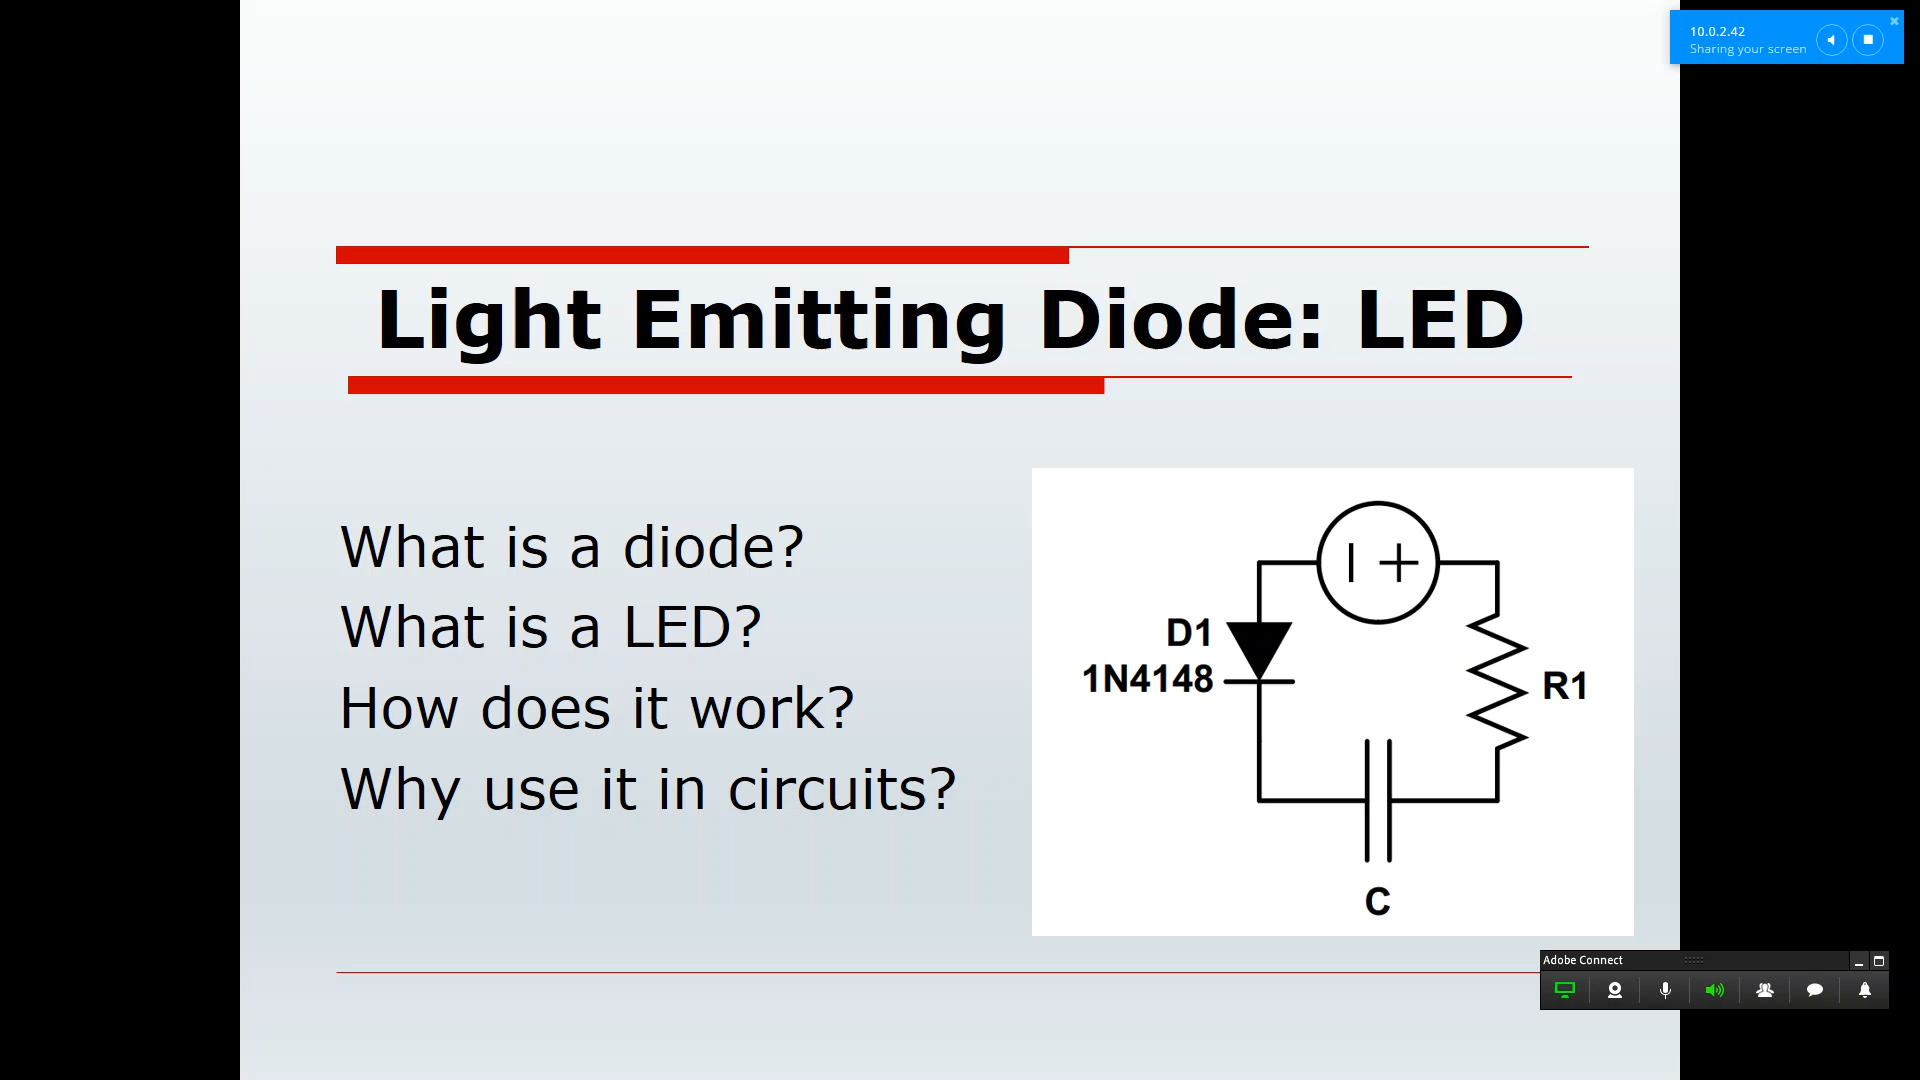 10.0.2.42
Sharing your screen
Light Emitting Diode: LED
What is a diode?
What is a LED?
How does it work?
Why use it in circuits?
D1
1N4148
R1
C
Adobe Connect